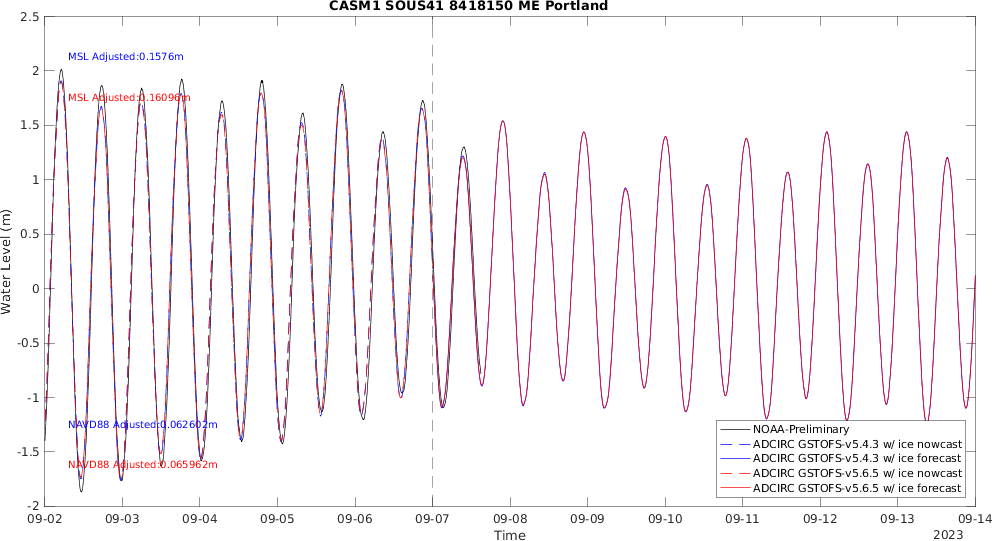 CASM1 SOUS41 8418150 ME Portland
2.5
2
1.5
1
0.5
0
-0.5
-1
-1.5
-2
Water Level (m)
MSL Adjusted:0.1576m
MSL Adjusted:0.16096m
NAVD88 Adjusted:0.062602m
NAVD88 Adjusted:0.065962m
NOAA-Preliminary
ADCIRC GSTOFS-v5.4.3 w/ ice nowcast
ADCIRC GSTOFS-v5.4.3 w/ ice forecast
ADCIRC GSTOFS-v5.6.5 w/ ice nowcast
ADCIRC GSTOFS-v5.6.5 w/ ice forecast
09-02 09-03 09-04 09-05 09-06 09-07 09-08 09-09 09-10 09-11 09-12 09-13 09-14
Time
2023